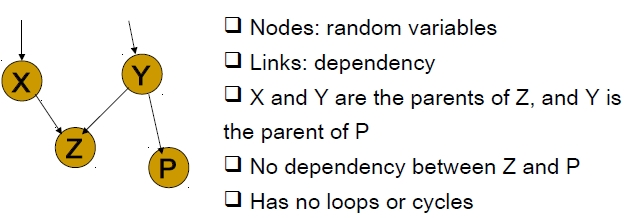 X
Y
Z
P
❑ Nodes: random variables
❑ Links: dependency
❑ X and Y are the parents of Z, and Y is
the parent of P
❑ No dependency between Z and P
❑ Has no loops or cycles